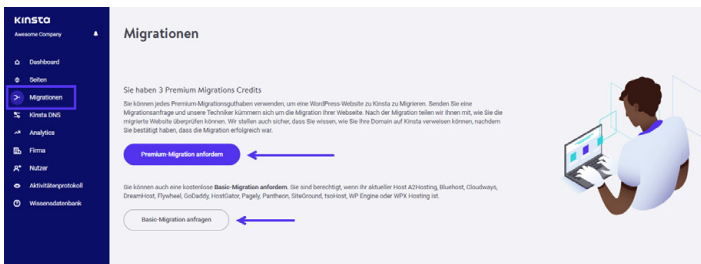 KINSTA
Awesome Company
Dashboard
Seiten
Migrationen
Kinsta DNS
Analytics
Firma
Nutzer
Aktivitätenprotokoll
Wissensdatenbank
Migrationen
Sie haben 3 Premium Migrations Credits
Sie können jedes Premium-Migrationsguthaben verwenden, um eine WordPress-Website zu Kinsta zu Migrieren. Senden Sie eine
Migrationsanfrage und unsere Techniker kümmern sich um die Migration Ihrer Webseite. Nach der Migration teilen wir Ihnen mit, wie Sie die
migrierte Website überprüfen können. Wir stellen auch sicher, dass Sie wissen, wie Sie Ihre Domain auf Kinsta verweisen können, nachdem
Sie bestätigt haben, dass die Migration erfolgreich war.
Premium-Migration anfordern
Sie können auch eine kostenlose Basic-Migration anfordern. Sie sind berechtigt, wenn Ihr aktueller Host A2Hosting, Bluehost, Cloudways,
DreamHost, Flywheel, GoDaddy, HostGator, Pagely, Pantheon, SiteGround, tsoHost, WP Engine oder WPX Hosting ist.
Basic-Migration anfragen